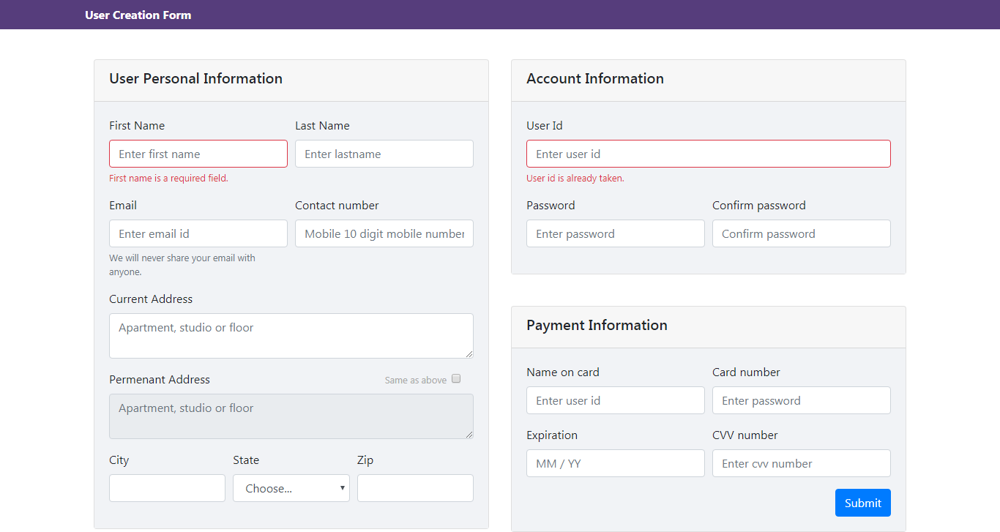 User Creation Form
User Personal Information
First Name
Last Name
Enter first name
Enter lastname
First name is a required field.
Email
Contact number
Enter email id
Mobile 10 digit mobile number
We will never share your email with
anyone.
Current Address
Apartment, studio or floor
Permenant Address
Same as above
Apartment, studio or floor
City
State
Zip
Choose...
Account Information
User Id
Enter user id
User id is already taken.
Password
Confirm password
Enter password
Confirm password
Payment Information
Name on card
Card number
Enter user id
Enter password
Expiration
CVV number
MM / YY
Enter cvv number
Submit